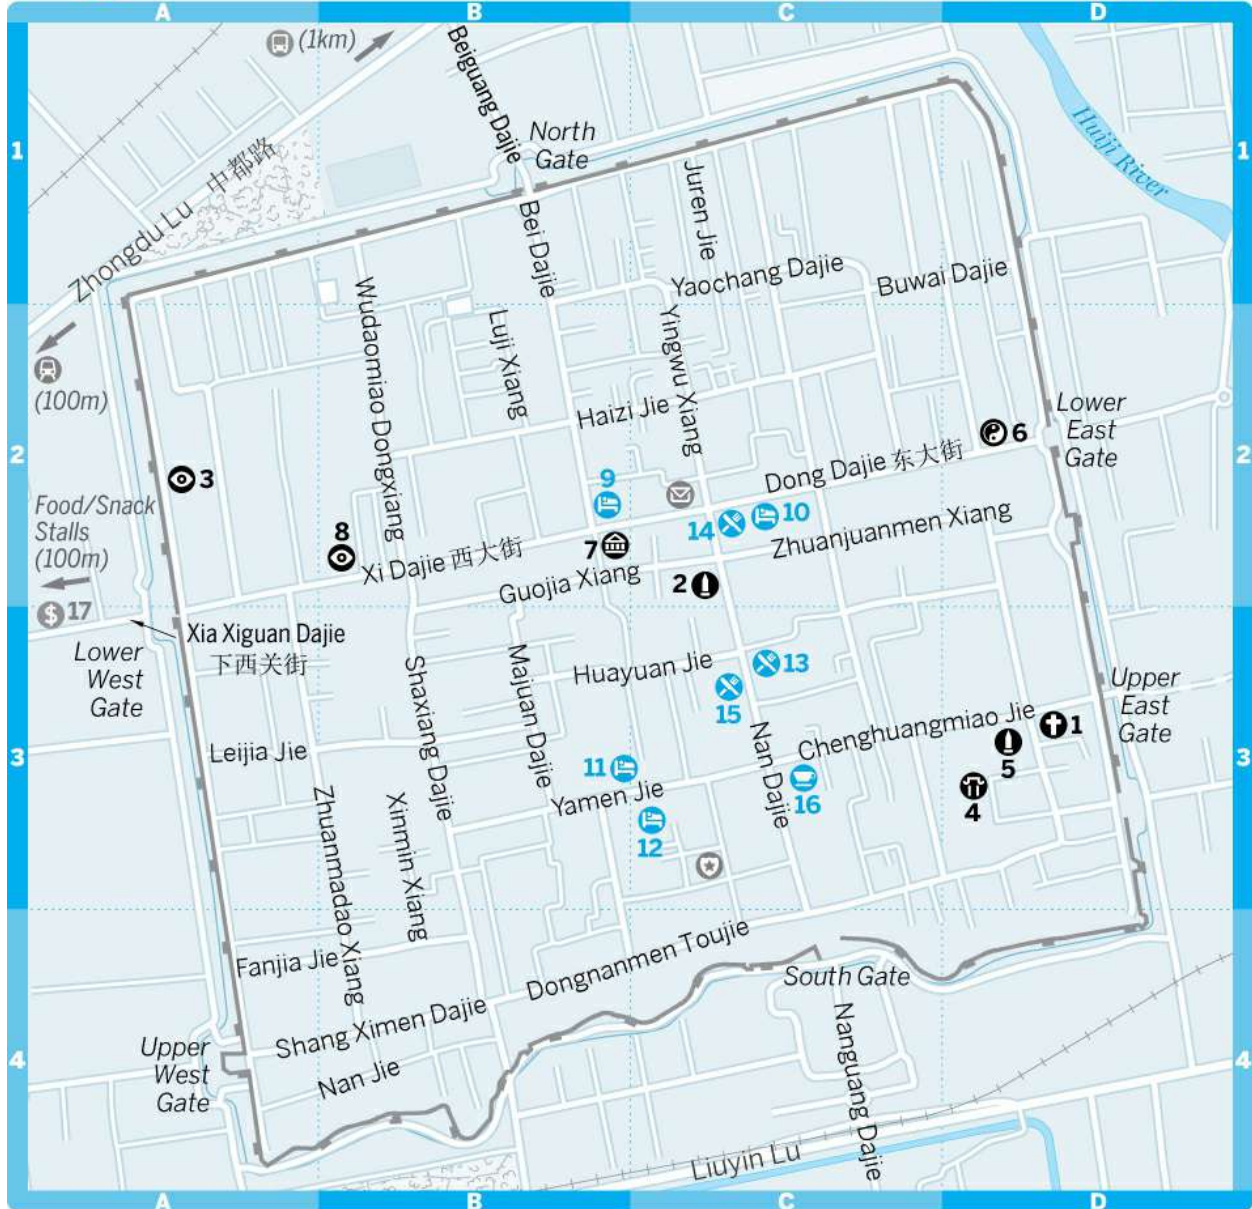 A
B
C
D
(1km)
Beiguang Dajie
North
Gate
Huiji River
1
1
Zhongdu Lu 中都路
Bei Dajie
Juren Jie
Yaochang Dajie
Buwai Dajie
Wudaomiao Dongxiang
Luji Xiang
Yingwu Xiang
(100m)
Haizi Jie
Lower
East
Gate
6
2
2
3
9
Dong Dajie 东大街
Food/Snack
Stalls
(100m)
8
14
10
7
Xi Dajie 西大街
Zhuanjuanmen Xiang
Guojia Xiang
2
$
17
Xia Xiguan Dajie
下西关街
Lower
West
Gate
Shaxiang Dajie
Majuan Dajie
Huayuan Jie
13
15
Upper
East
Gate
Nan Dajie
Chenghuangmiao Jie
1
5
4
3
3
Leijia Jie
11
Yamen Jie
16
12
Zhuanmadao Xiang
Xinmin Xiang
Fanjia Jie
Dongnanmen Toujie
South Gate
Shang Ximen Dajie
Nanguang Dajie
Upper
West
Gate
4
4
Nan Jie
Liuyin Lu
A
B
C
D